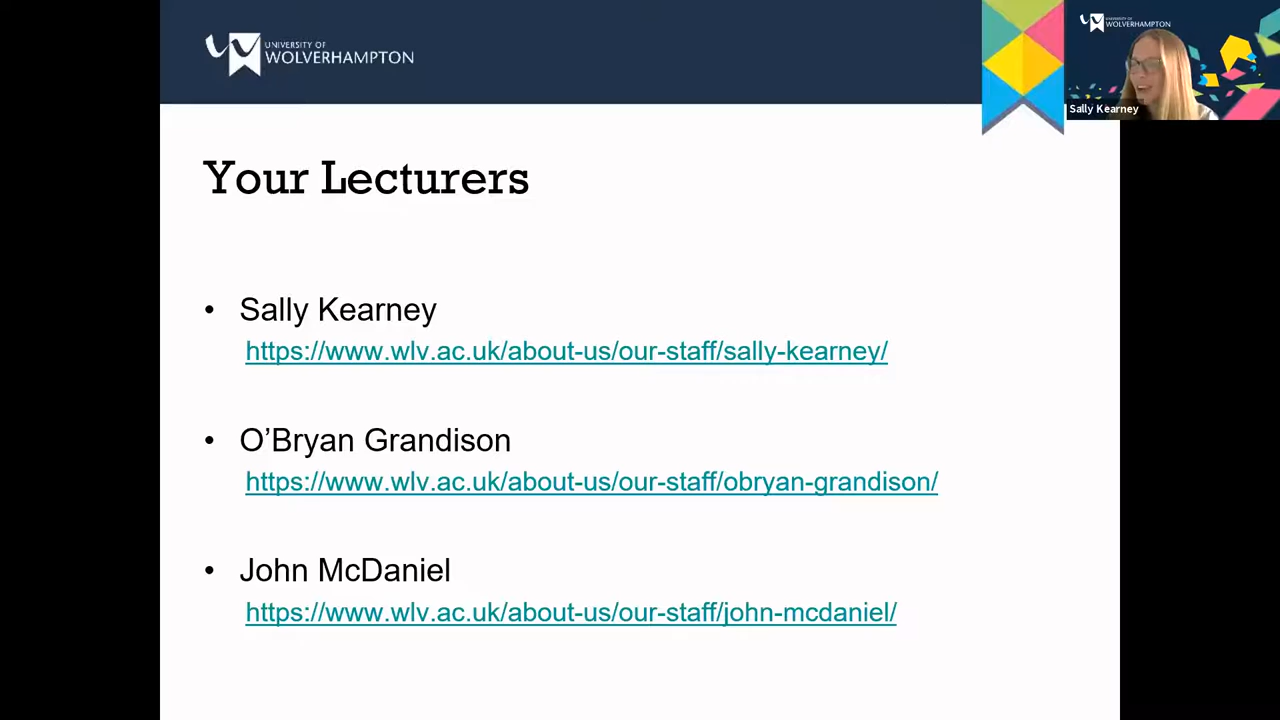 UNIVERSITY OF
WOLVERHAMPTON
UNIVERSITY OF
WOLVERHAMPTON
Sally Kearney
Your Lecturers
• Sally Kearney
https://www.wlv.ac.uk/about-us/our-staff/sally-kearney/
• O’Bryan Grandison
https://www.wlv.ac.uk/about-us/our-staff/obryan-grandison/
• John McDaniel
https://www.wlv.ac.uk/about-us/our-staff/john-mcdaniel/